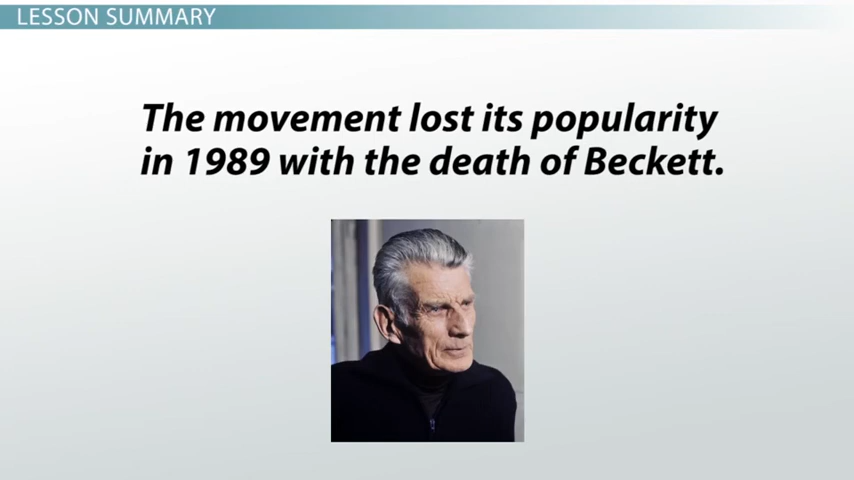 LESSON SUMMARY
The movement lost its popularity
in 1989 with the death of Beckett.